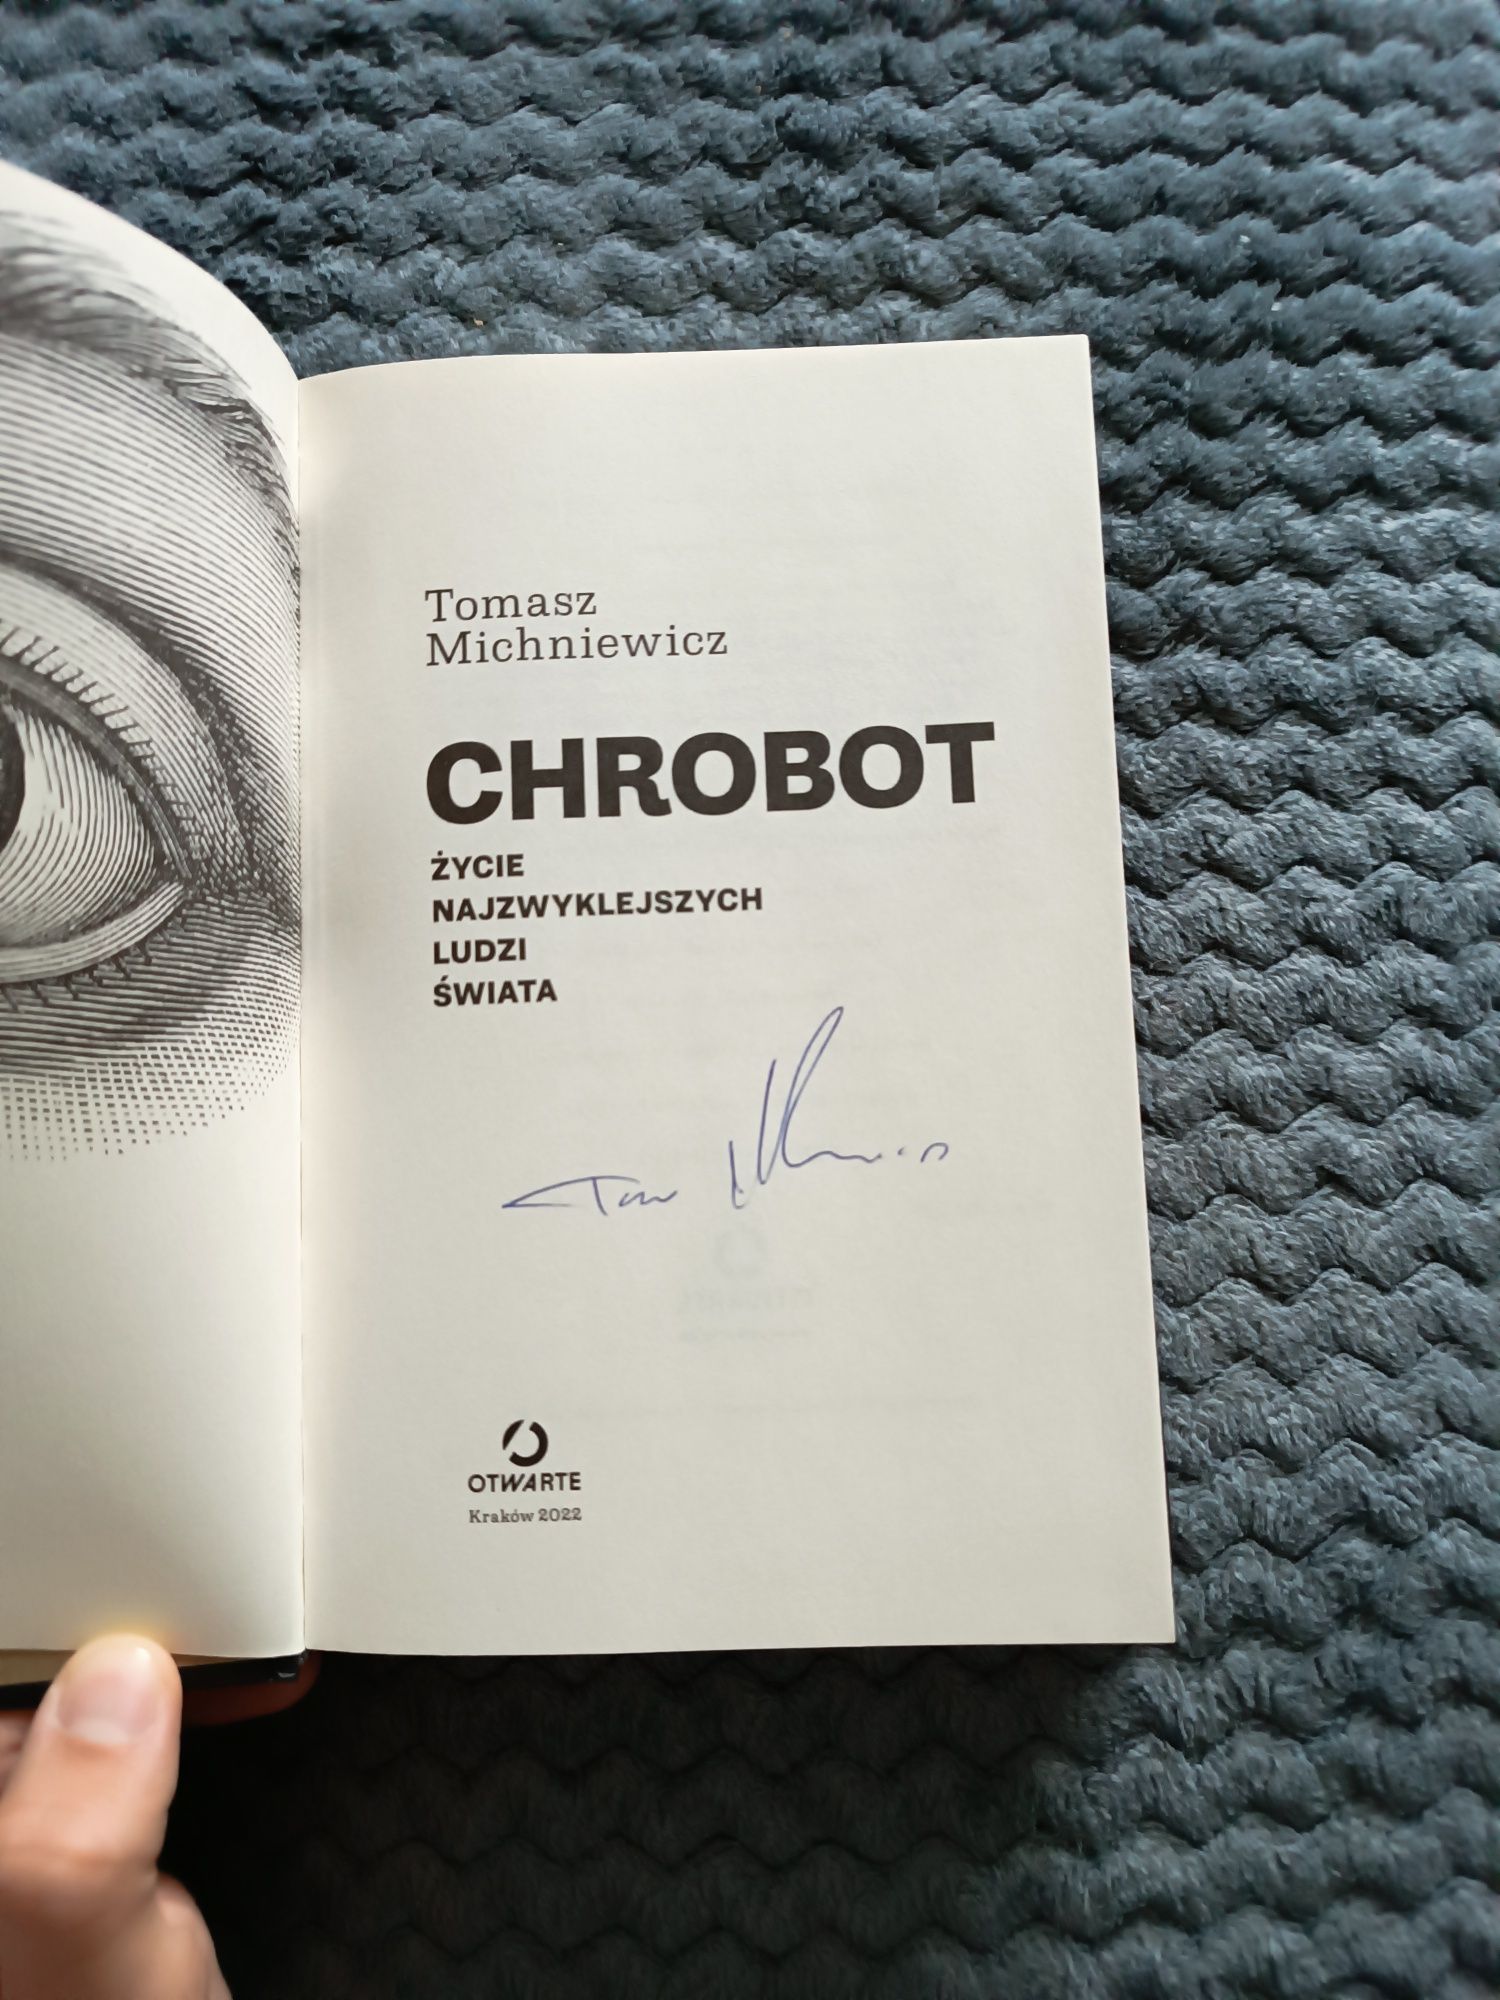 Tomasz
Michniewicz
CHROBOT
ŻYCIE
NAJZWYKLEJSZYCH
LUDZI
ŚWIATA
OTWARTE
Kraków 2022